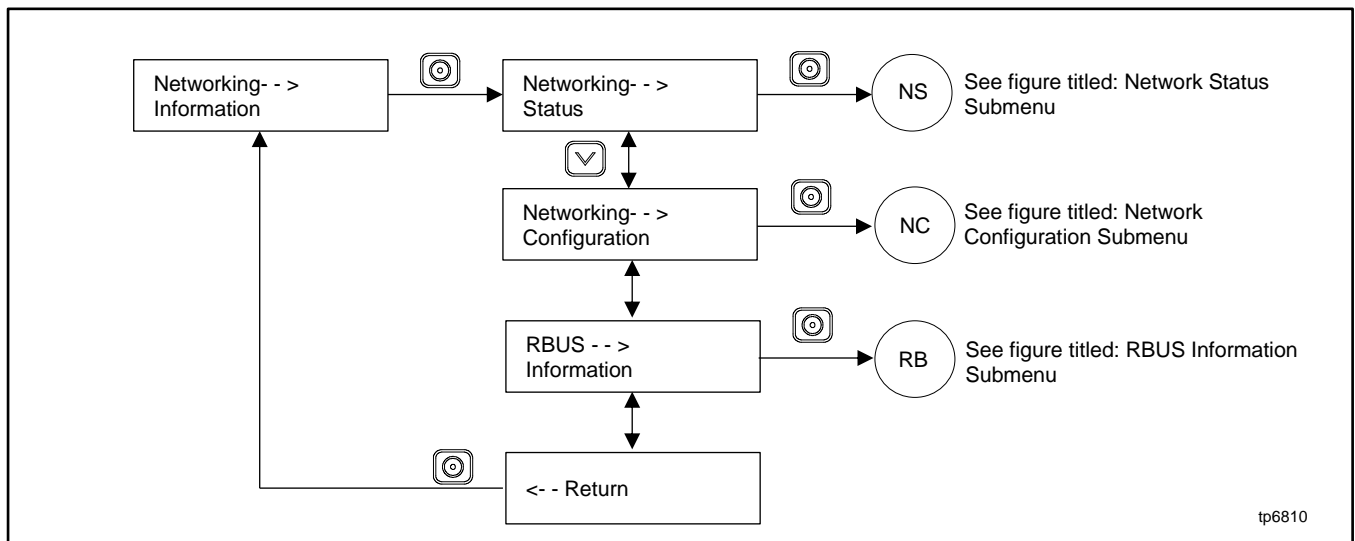 Networking- - >
Information
Networking- - >
Status
NS
See figure titled: Network Status
Submenu
Networking- - >
Configuration
NC
See figure titled: Network
Configuration Submenu
RBUS - - >
Information
RB
See figure titled: RBUS Information
Submenu
<- - Return
tp6810